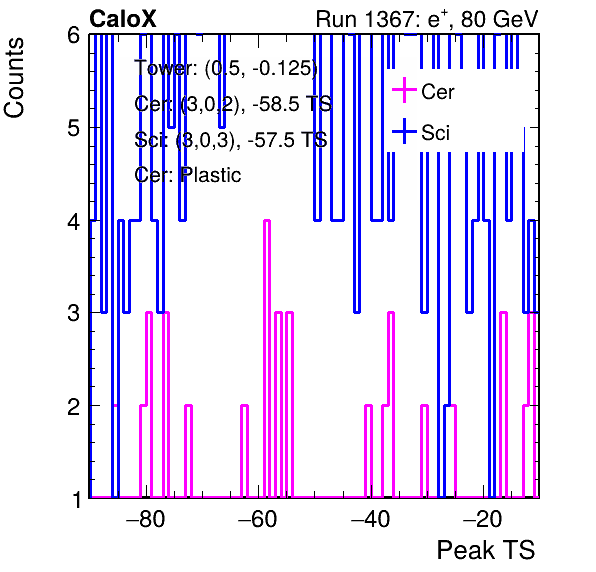 CaloX Run 1367: e+, 80 GeV
Counts
6
5
4
3
2
1
Tower: (0.5, -0.125)
Cer: (3,0,2), -58.5 TS
Sci: (3,0,3), -57.5 TS
Cer: Plastic
Cer
Sci
−80 −60 −40 −20
Peak TS